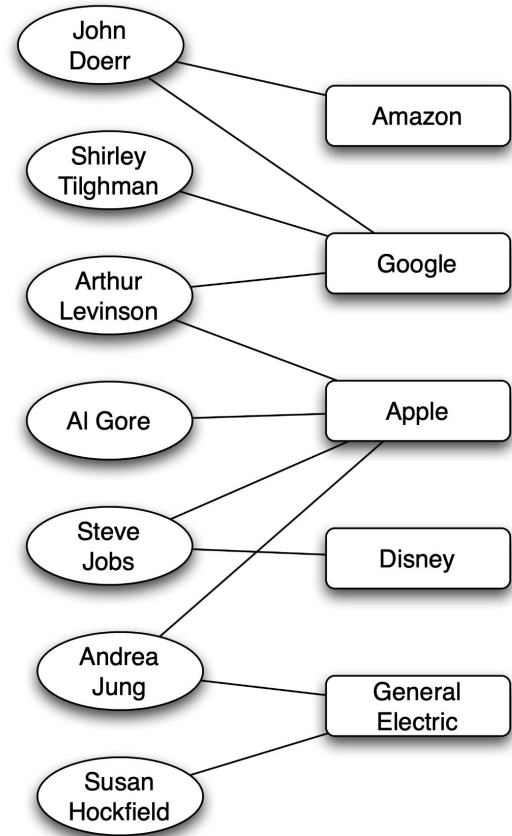 John
Doerr
Amazon
Shirley
Tilghman
Google
Arthur
Levinson
Al Gore
Apple
Steve
Jobs
Disney
Andrea
Jung
General
Electric
Susan
Hockfield